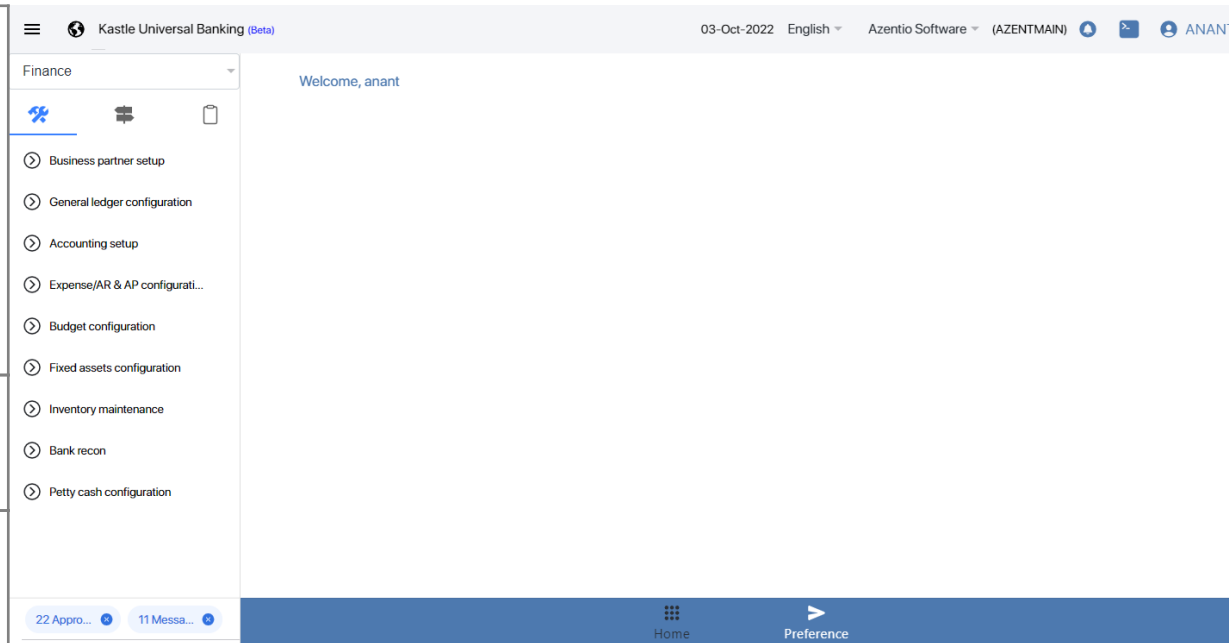 Kastle Universal Banking (Beta)
03-Oct-2022 English Azentio Software (AZENTMAIN) ANANT
Finance
Welcome, anant
Business partner setup
General ledger configuration
Accounting setup
Expense/AR & AP configurati...
Budget configuration
Fixed assets configuration
Inventory maintenance
Bank recon
Petty cash configuration
22 Appro... 11 Messa...
Home Preference